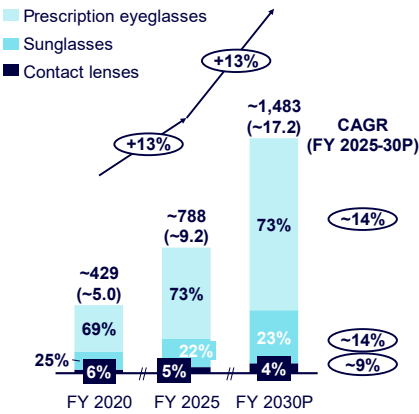 Prescription eyeglasses
Sunglasses
Contact lenses
+13%
+13%
~1,483
(~17.2)
CAGR
(FY 2025-30P)
~788
(~9.2)
~429
(~5.0)
69%
73%
73%
~14%
25%
22%
23%
~14%
6%
5%
4%
~9%
FY 2020
FY 2025
FY 2030P